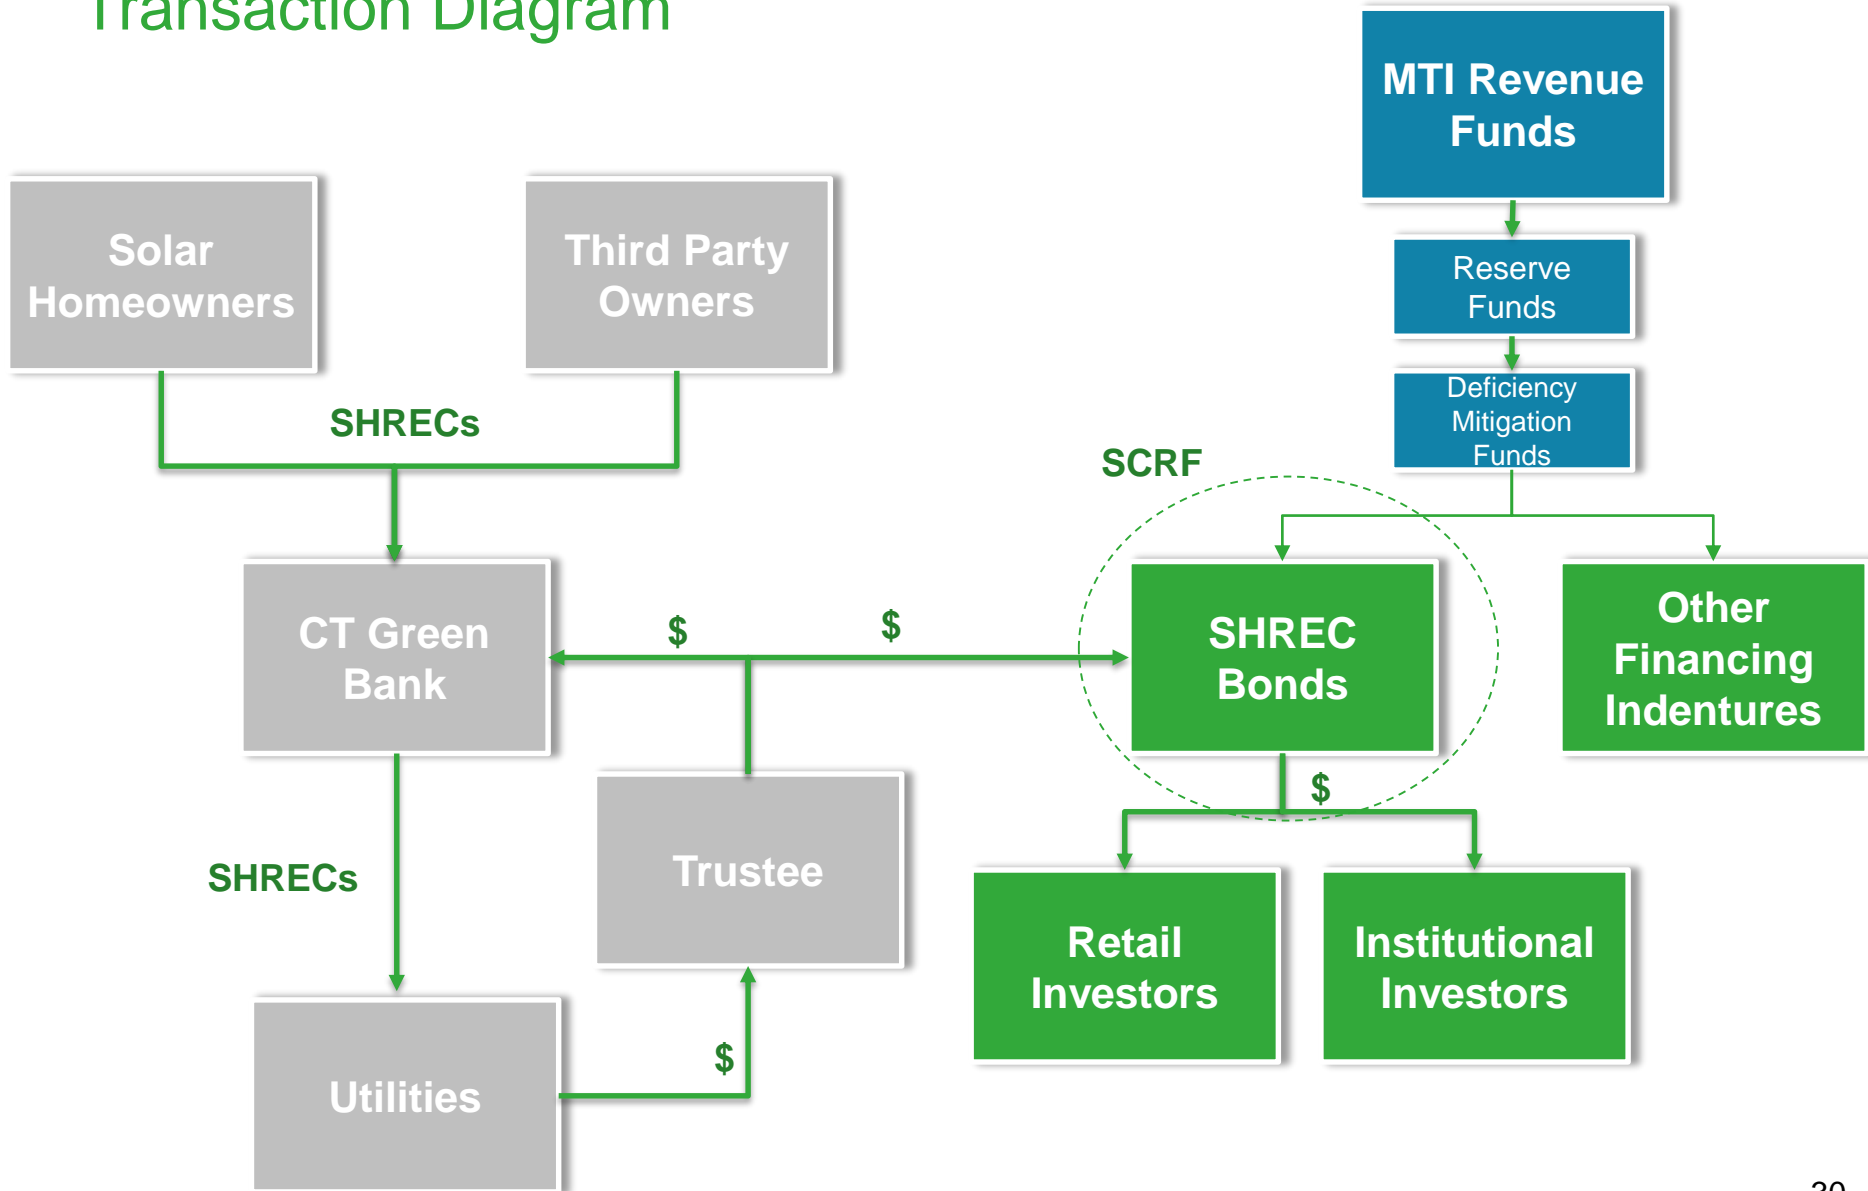 Transaction Diagram
MTI Revenue
Funds
Solar
Homeowners
Third Party
Owners
Reserve
Funds
Deficiency
Mitigation
Funds
SHRECs
SCRF
CT Green
Bank
$
$
SHREC
Bonds
Other
Financing
Indentures
$
Trustee
SHRECs
Retail
Investors
Institutional
Investors
$
Utilities